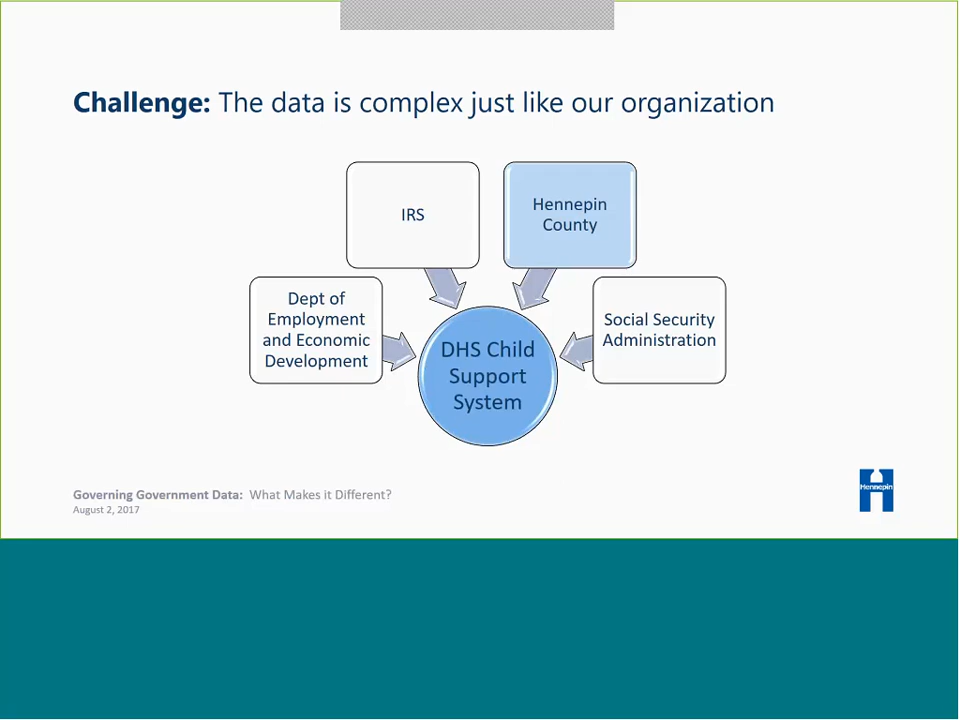 Challenge: The data is complex just like our organization
IRS
Hennepin
County
Dept of
Employment
and Economic
Development
Social Security
Administration
DHS Child
Support
System
Governing Government Data: What Makes it Different?
August 2, 2017
Hennepin